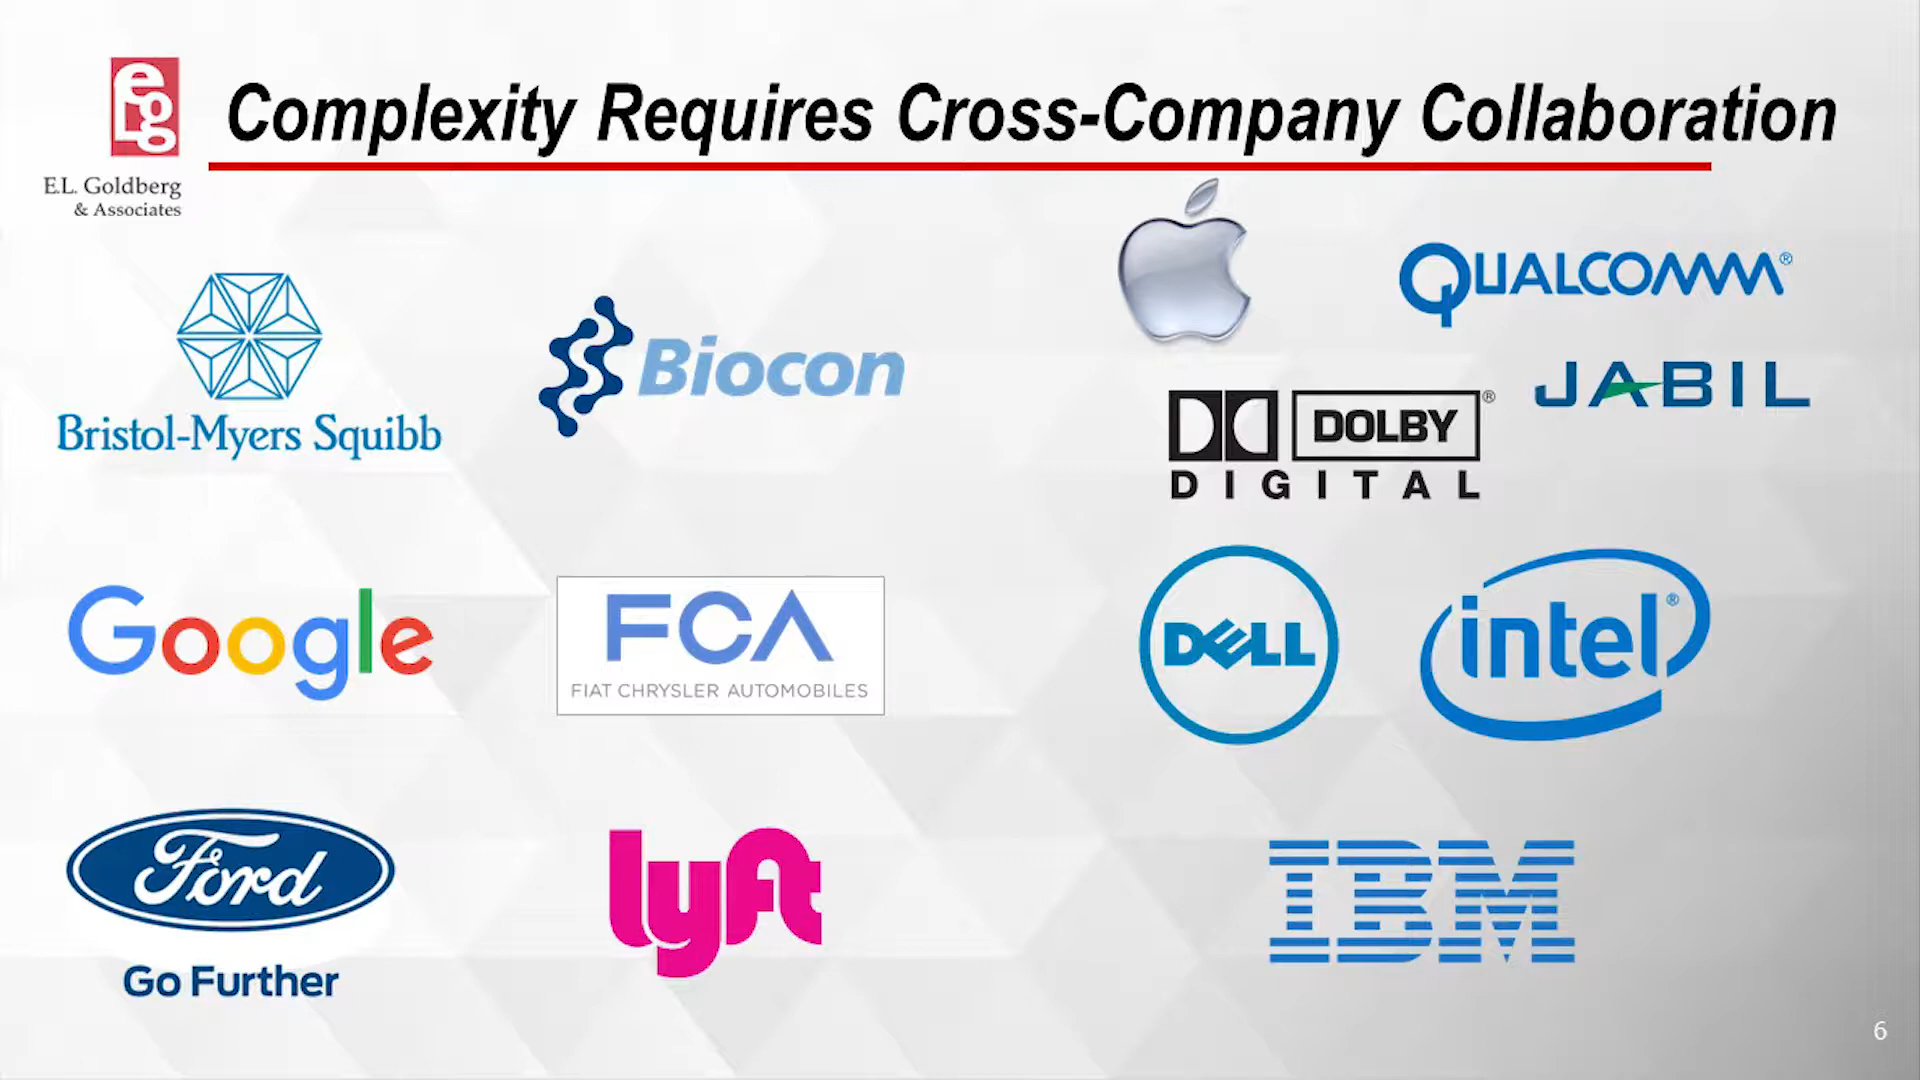 elgg
Complexity Requires Cross-Company Collaboration
E.L. Goldberg
& Associates
QUALCOMM®
Biocon
JABIL
Bristol-Myers Squibb
DOLBY®
DIGITAL
Google
FCA
FIAT CHRYSLER AUTOMOBILES
DELL
intel®
Ford
Go Further
lyft
IBM
6